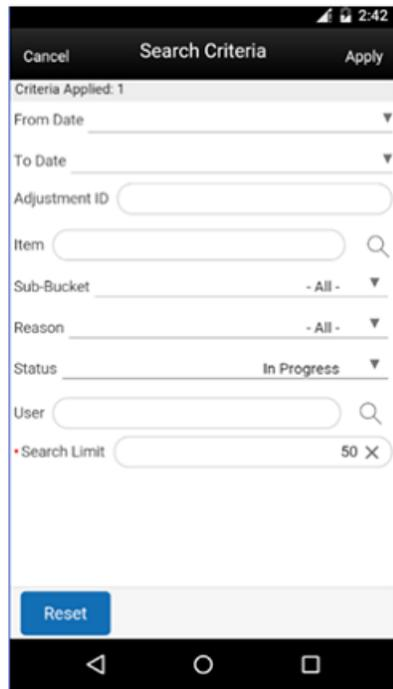 2:42
Cancel Search Criteria Apply
Criteria Applied: 1
From Date
To Date
Adjustment ID
Item
Sub-Bucket - All -
Reason - All -
Status In Progress
User
Search Limit 50
Reset